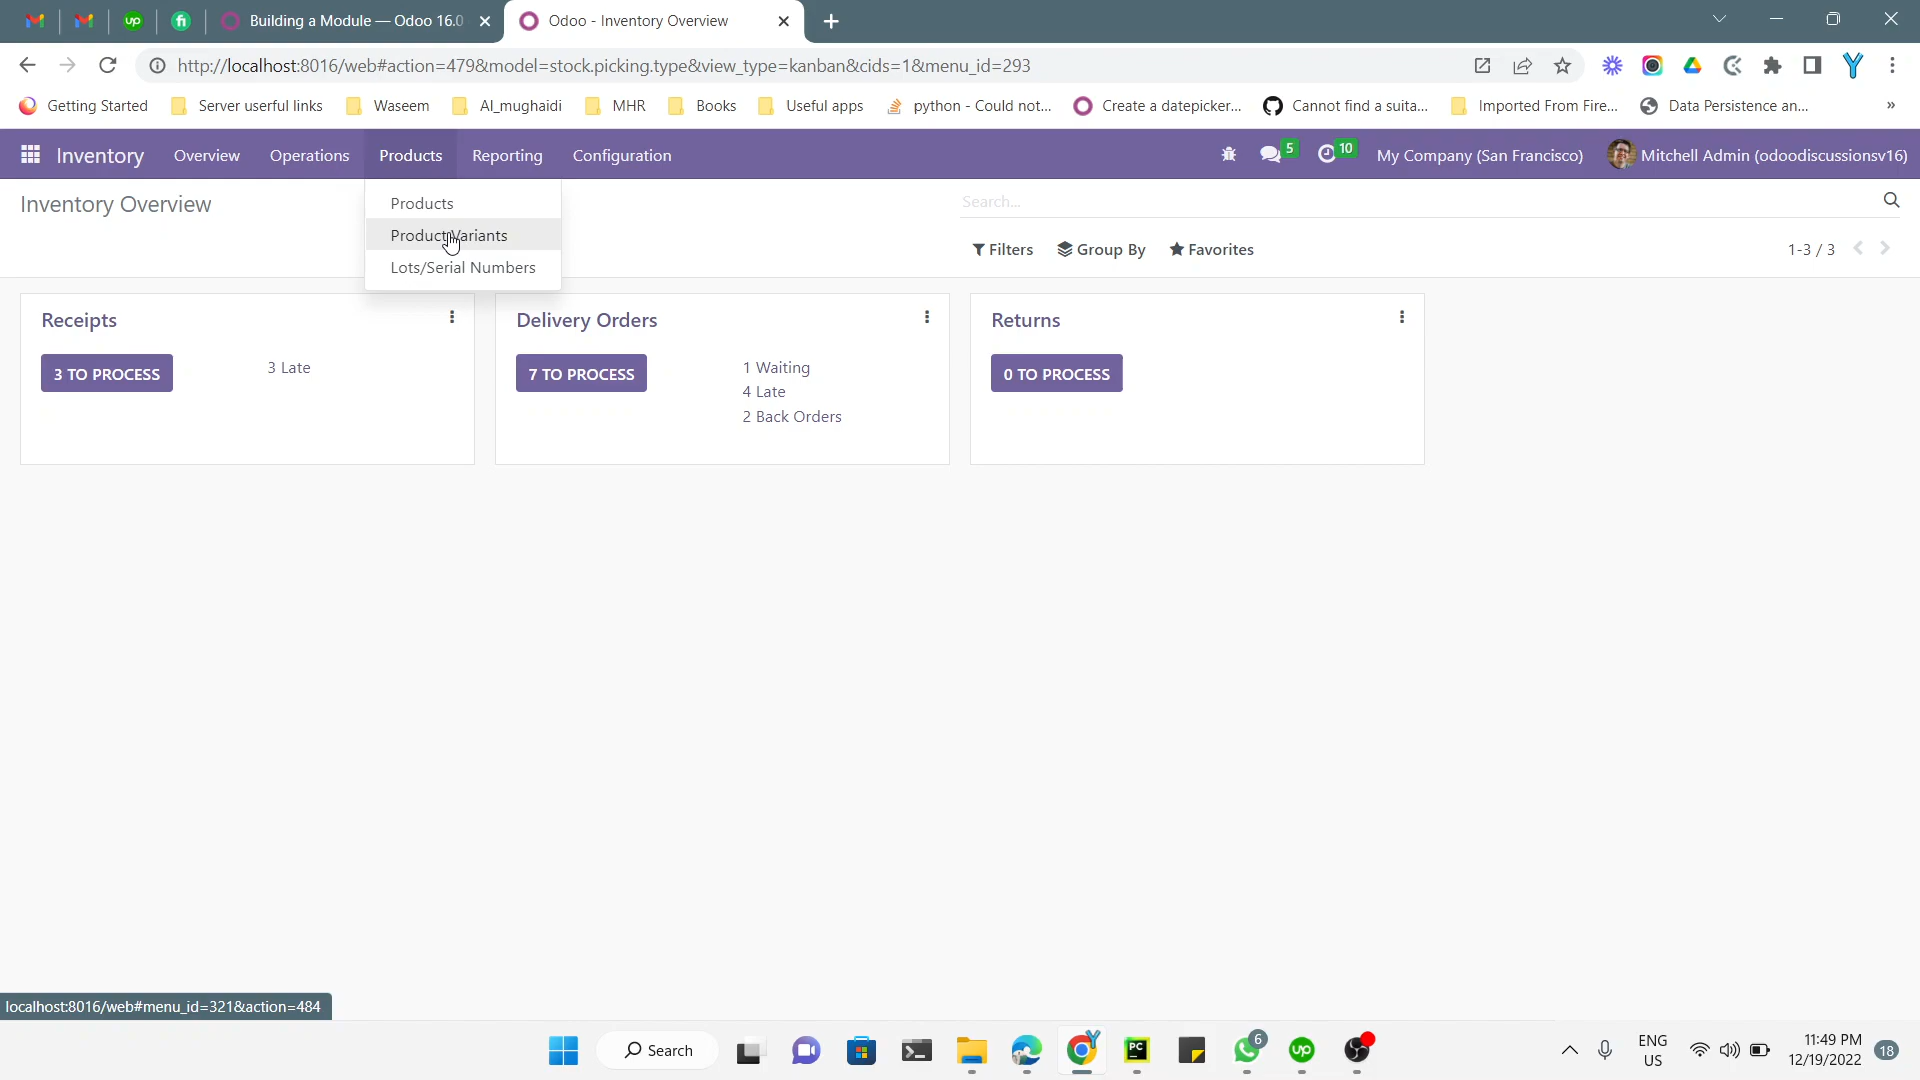 Building a Module — Odoo 16.0
Odoo - Inventory Overview
http://localhost:8016/web#action=479&model=stock.picking.type&view_type=kanban&cids=1&menu_id=293
Getting Started
Server useful links
Waseem
Al_mughaidi
MHR
Books
Useful apps
python - Could not...
Create a datepicker...
Cannot find a suita...
Imported From Fire...
Data Persistence an...
»
Inventory
Overview
Operations
Products
Reporting
Configuration
5
10
My Company (San Francisco)
Mitchell Admin (odoodiscussionsv16)
Inventory Overview
Products
Product Variants
Lots/Serial Numbers
Search...
Filters
Group By
Favorites
1-3 / 3
Receipts
3 TO PROCESS
3 Late
Delivery Orders
7 TO PROCESS
1 Waiting
4 Late
2 Back Orders
Returns
0 TO PROCESS
localhost:8016/web#menu_id=321&action=484
Search
PC
6
up
ENG
US
11:49 PM
12/19/2022
18